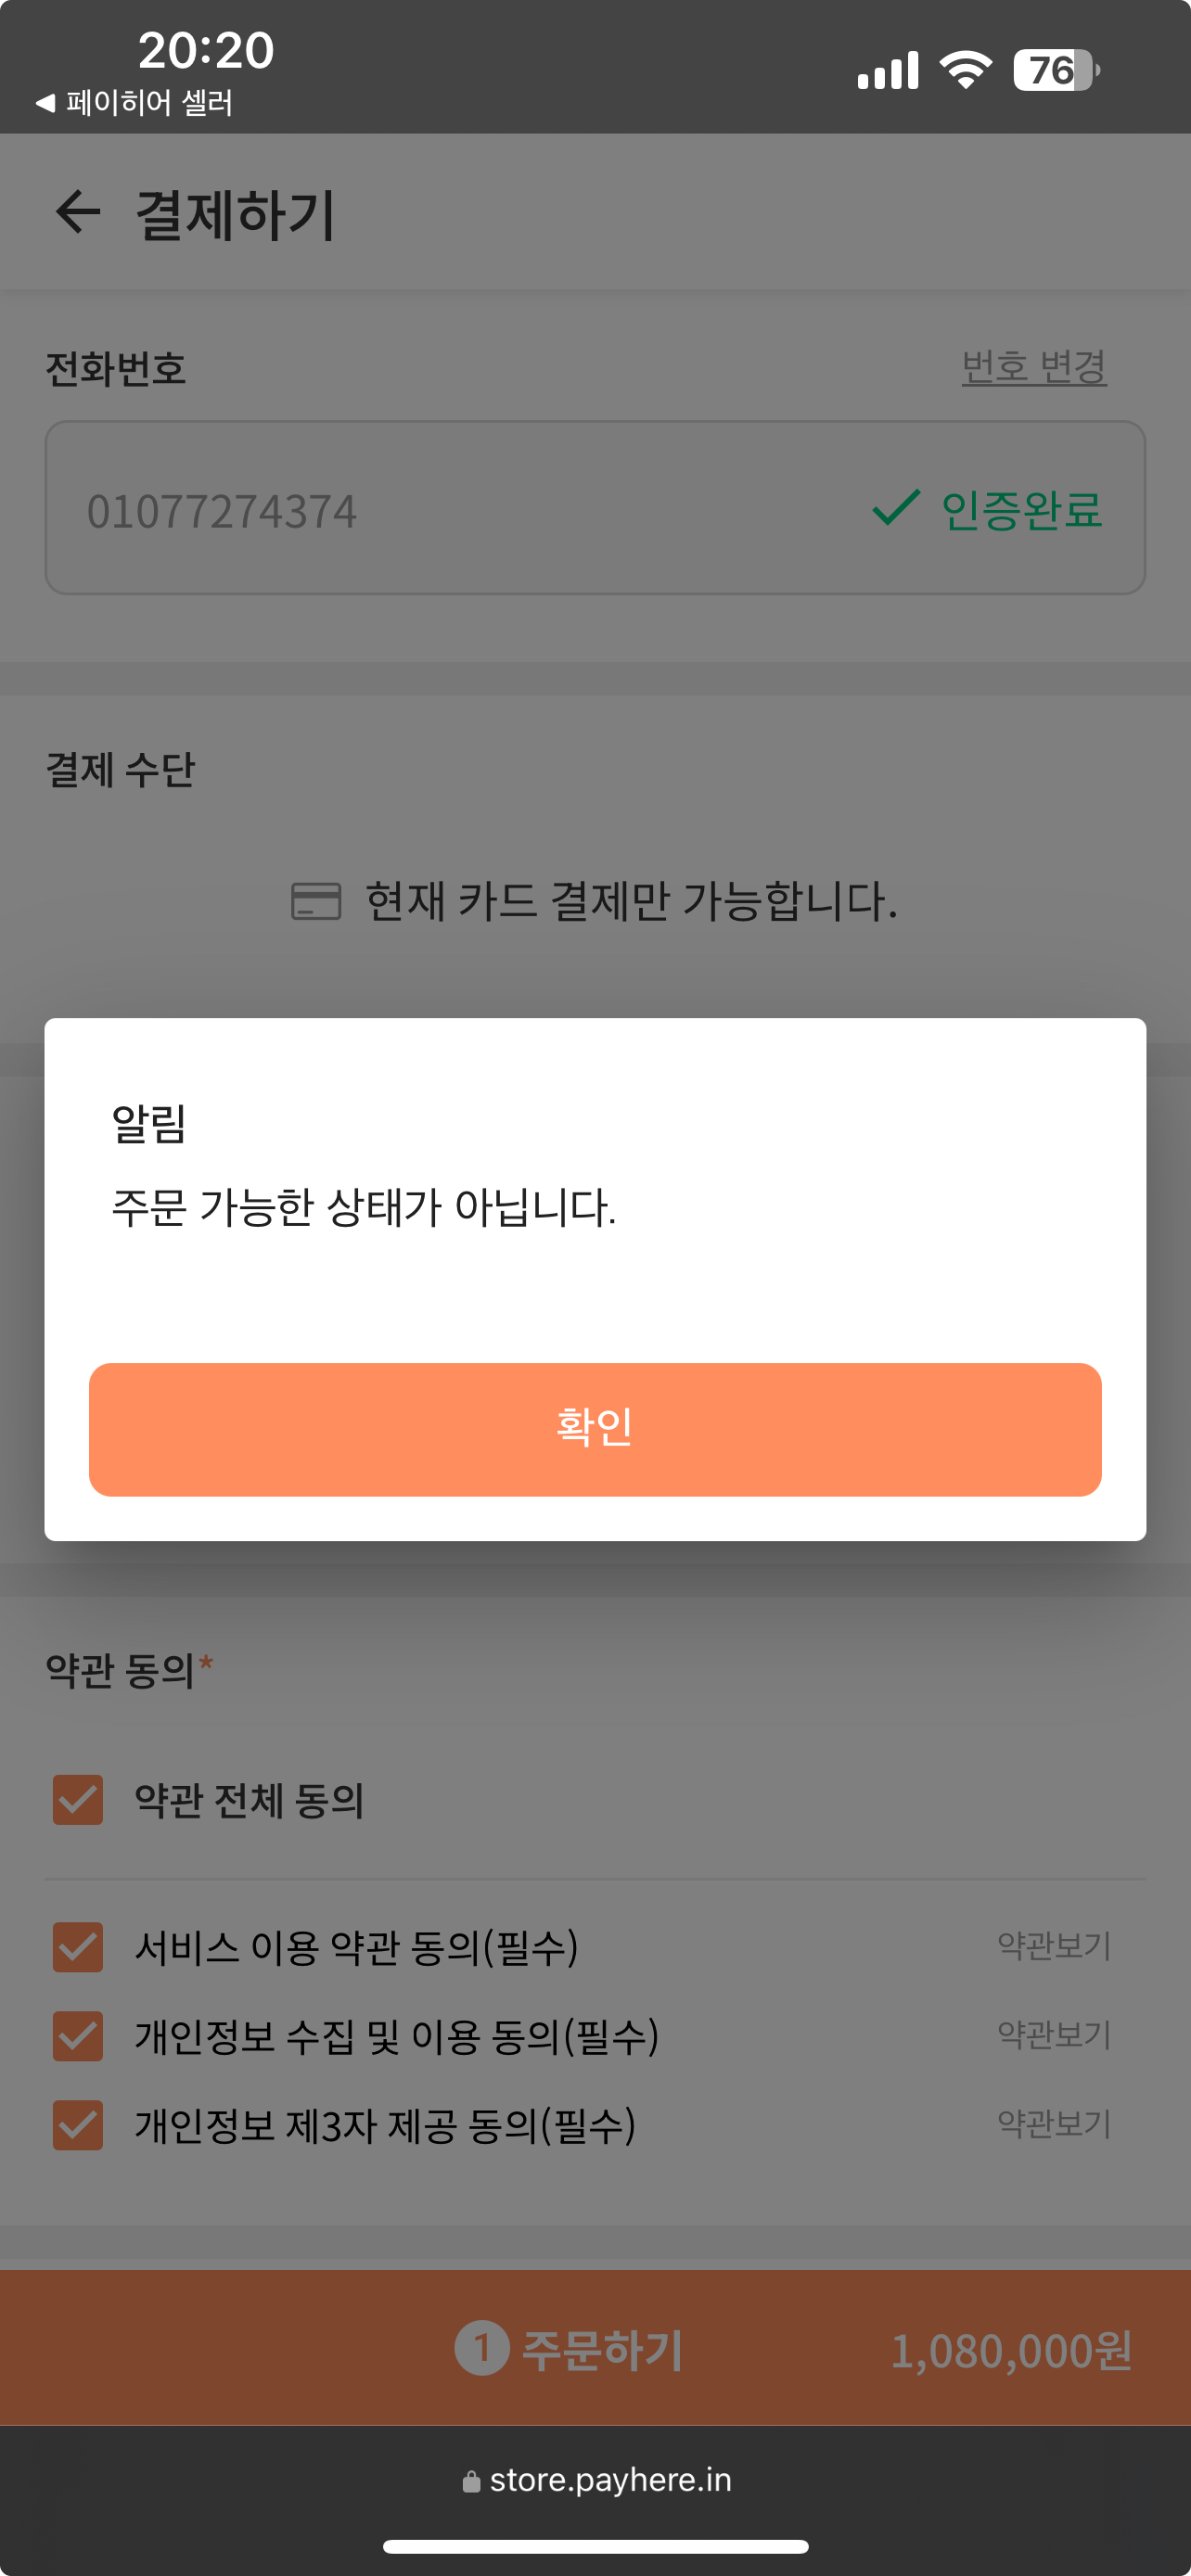 20:20
76
◀ 페이히어 셀러
← 결제하기
전화번호
번호 변경
01077274374
인증완료
결제 수단
현재 카드 결제만 가능합니다.
알림
주문 가능한 상태가 아닙니다.
확인
약관 동의*
약관 전체 동의
서비스 이용 약관 동의(필수) 약관보기
개인정보 수집 및 이용 동의(필수) 약관보기
개인정보 제3자 제공 동의(필수) 약관보기
1 주문하기 1,080,000원
store.payhere.in